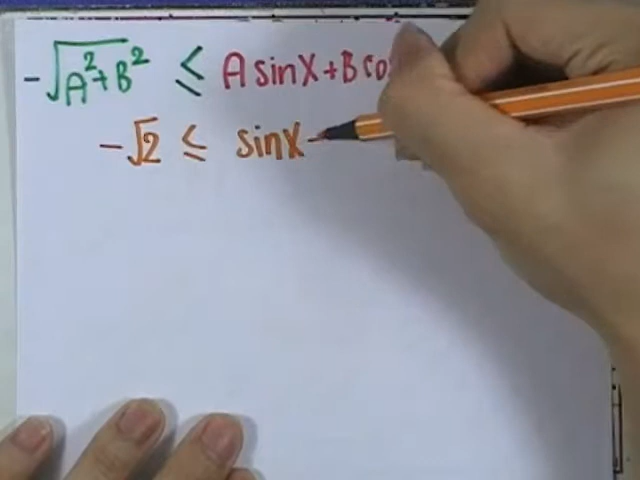 -√A²+B² ≤ A sinx + B co
-√2 ≤ sinx -